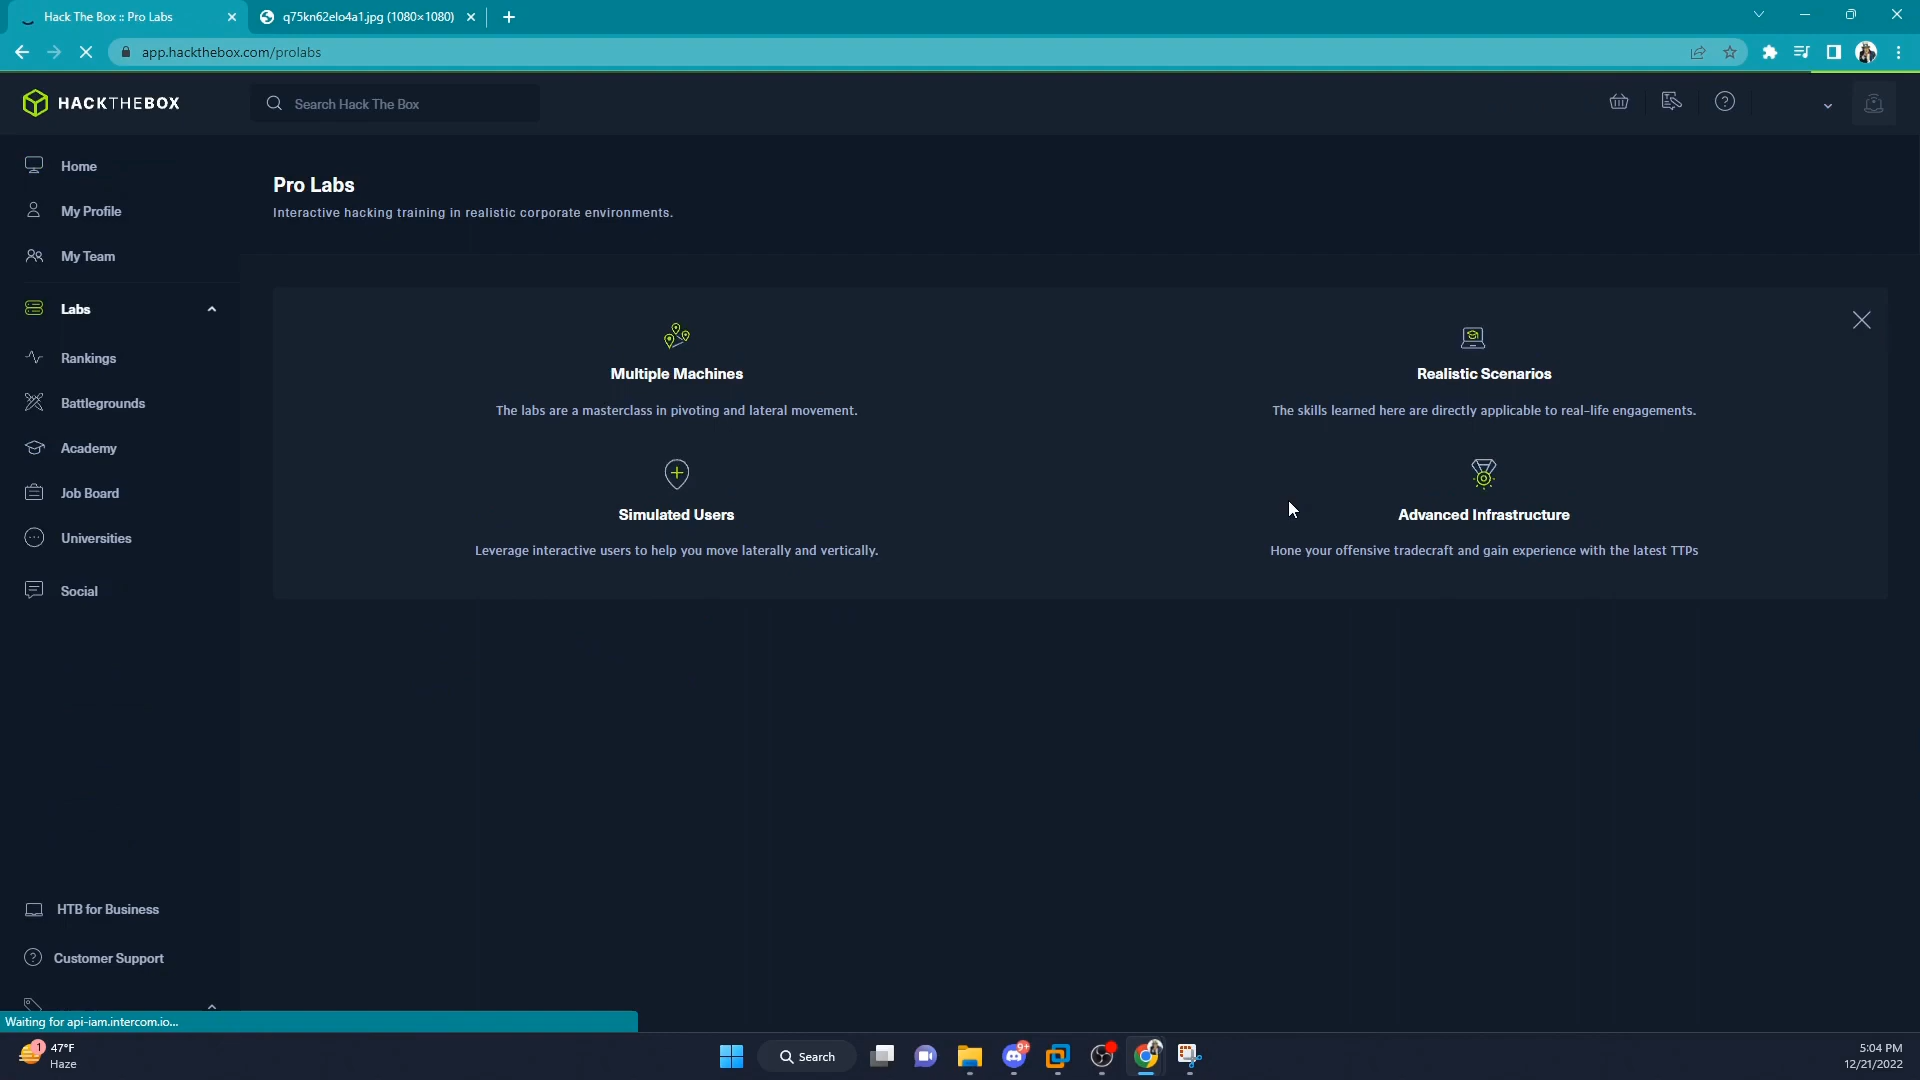 Hack The Box :: Pro Labs
q75kn62elo4a1.jpg (1080×1080)
app.hackthebox.com/prolabs
HACKTHEBOX
Search Hack The Box
Home
My Profile
My Team
Labs
Rankings
Battlegrounds
Academy
Job Board
Universities
Social
HTB for Business
Customer Support
Pro Labs
Interactive hacking training in realistic corporate environments.
Multiple Machines
The labs are a masterclass in pivoting and lateral movement.
Realistic Scenarios
The skills learned here are directly applicable to real-life engagements.
Simulated Users
Leverage interactive users to help you move laterally and vertically.
Advanced Infrastructure
Hone your offensive tradecraft and gain experience with the latest TTPs
Waiting for api-iam.intercom.io...
1
47°F
Haze
Search
9+
5:04 PM
12/21/2022